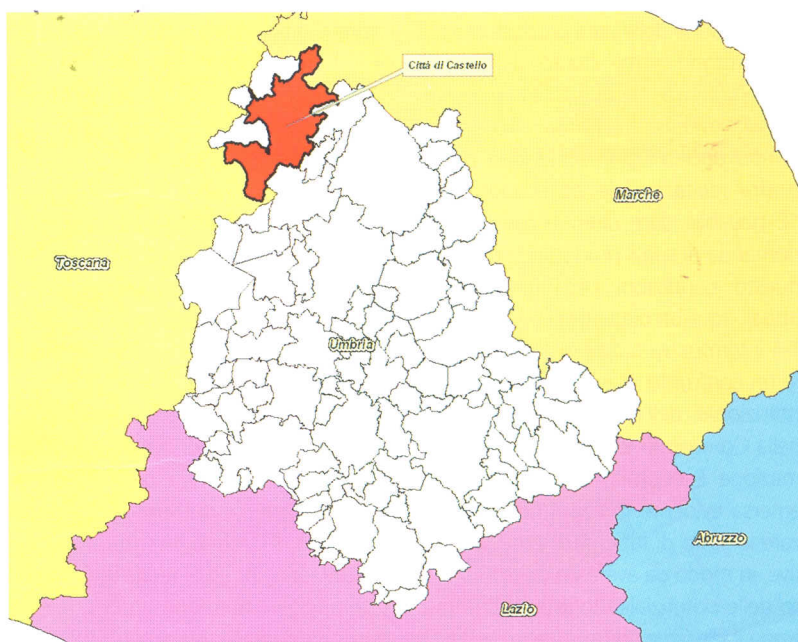 Città di Castello
Marche
Toscana
Umbria
Abruzzo
Lazio